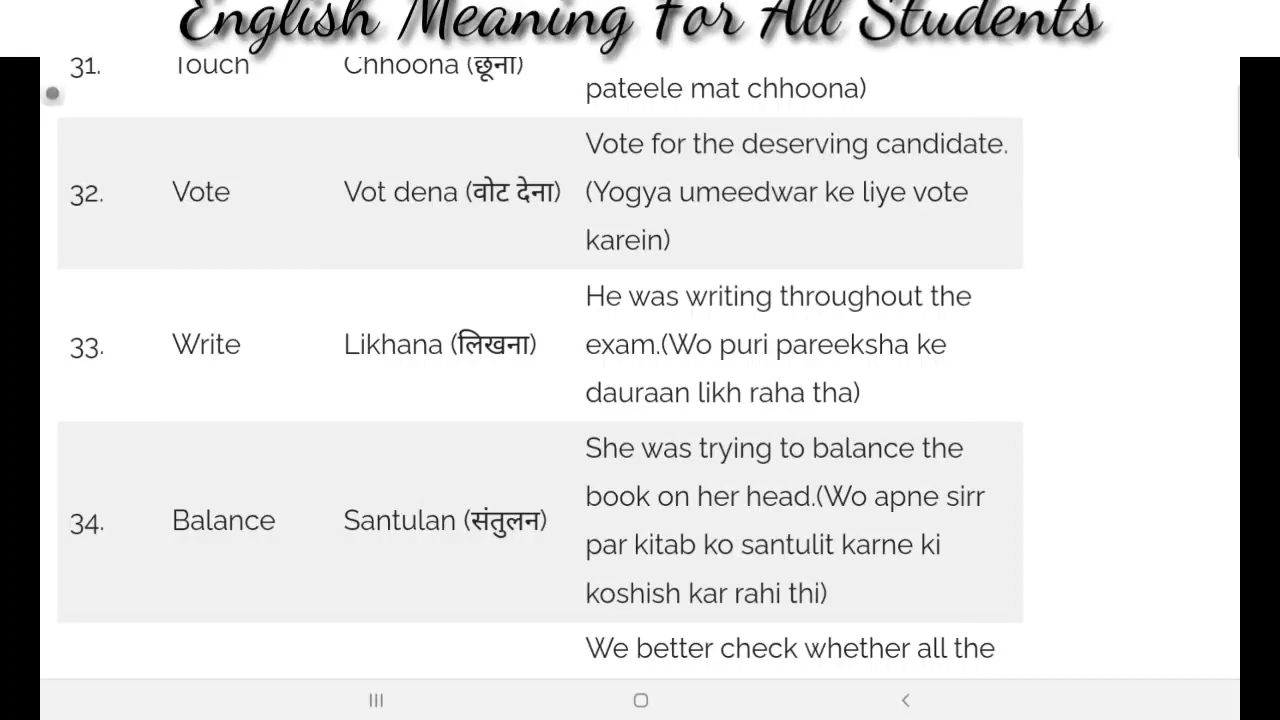 English Meaning For All Students
31. Touch Chhoona (छूना)
pateele mat chhoona)
Vote for the deserving candidate.
32. Vote Vot dena (वोट देना) (Yogya umeedwar ke liye vote
karein)
He was writing throughout the
33. Write Likhana (लिखना) exam.(Wo puri pareeksha ke
dauraan likh raha tha)
She was trying to balance the
book on her head.(Wo apne sirr
34. Balance Santulan (संतुलन)
par kitab ko santulit karne ki
koshish kar rahi thi)
We better check whether all the